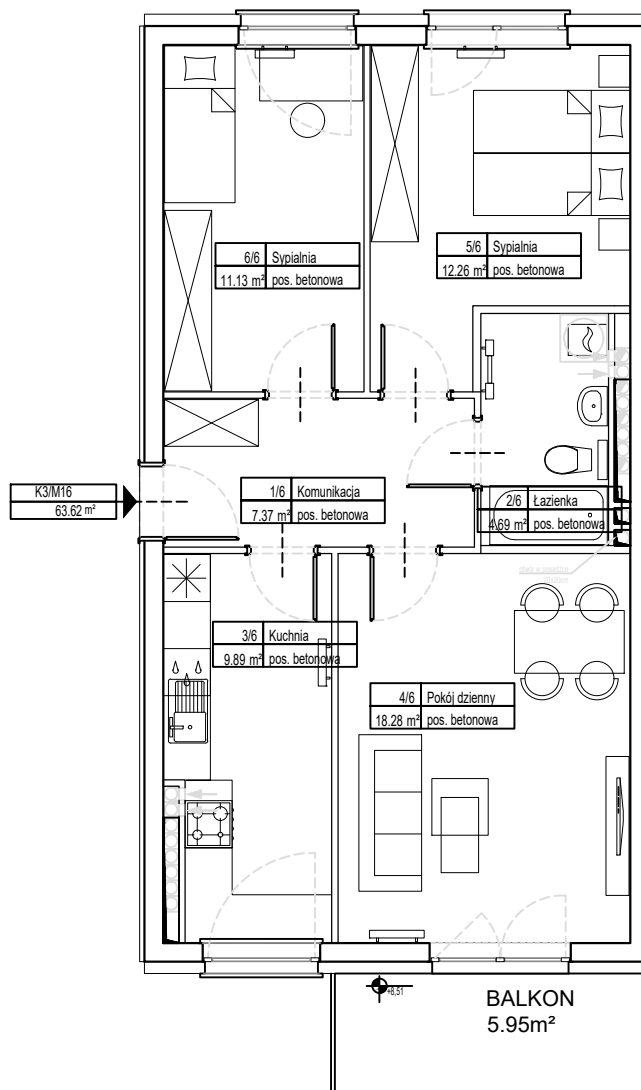 6/6 Sypialnia
11.13 m² pos. betonowa
5/6 Sypialnia
12.26 m² pos. betonowa
K3/M16
63.62 m²
1/6 Komunikacja
7.37 m² pos. betonowa
2/6 Łazienka
4.69 m² pos. betonowa
3/6 Kuchnia
9.89 m² pos. betonowa
4/6 Pokój dzienny
18.28 m² pos. betonowa
+8,51
BALKON
5.95m²